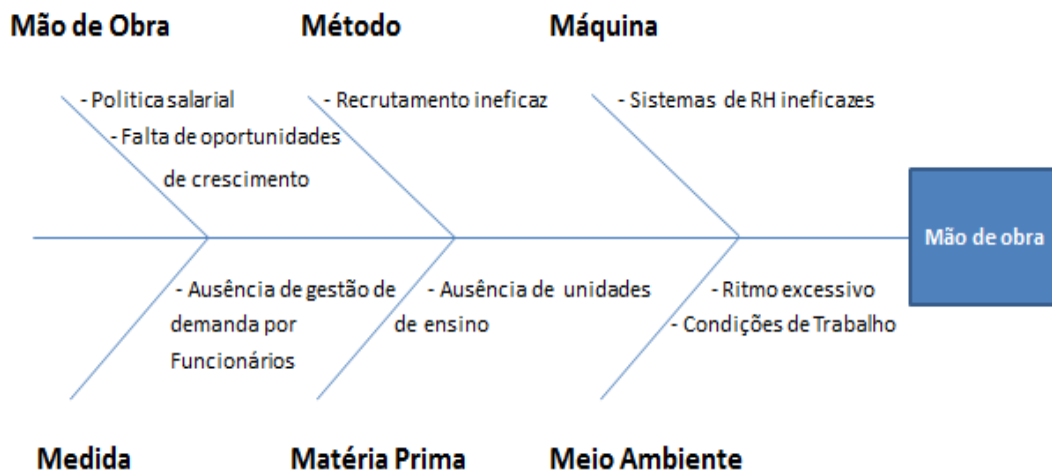 Mão de Obra
Método
Máquina
- Politica salarial
- Falta de oportunidades
de crescimento
- Recrutamento ineficaz
- Sistemas de RH ineficazes
Mão de obra
- Ausência de gestão de
demanda por
Funcionários
- Ausência de unidades
de ensino
- Ritmo excessivo
- Condições de Trabalho
Medida
Matéria Prima
Meio Ambiente